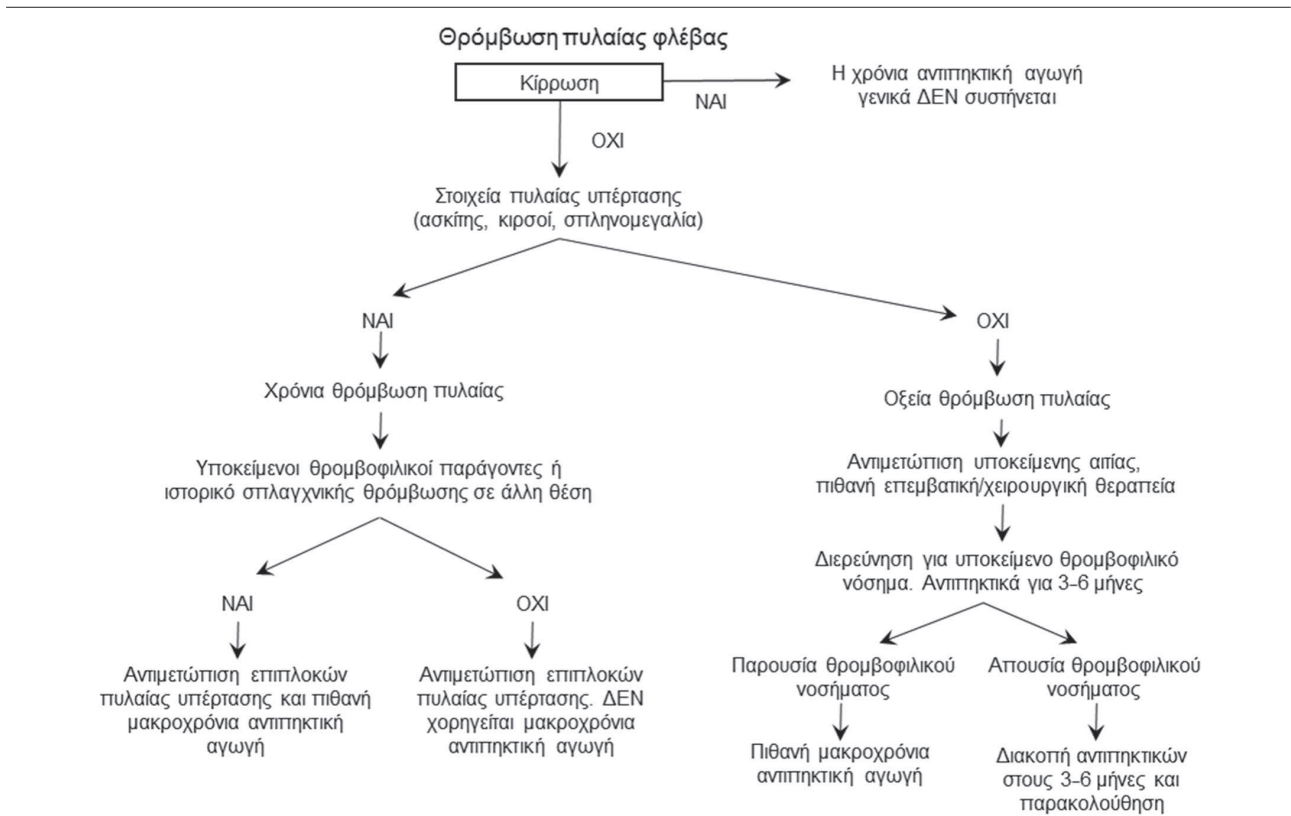 Θρόμβωση πυλαίας φλέβας
Κίρρωση
ΝΑΙ
Η χρόνια αντιπηκτική αγωγή
γενικά ΔΕΝ συστήνεται
ΟΧΙ
Στοιχεία πυλαίας υπέρτασης
(ασκίτης, κιρσοί, σπληνομεγαλία)
ΝΑΙ
Χρόνια θρόμβωση πυλαίας
Υποκείμενοι θρομβοφιλικοί παράγοντες ή
ιστορικό σπλαγχνικής θρόμβωσης σε άλλη θέση
ΝΑΙ
Αντιμετώπιση επιπλοκών
πυλαίας υπέρτασης και πιθανή
μακροχρόνια αντιπηκτική
αγωγή
ΟΧΙ
Αντιμετώπιση επιπλοκών
πυλαίας υπέρτασης. ΔΕΝ
χορηγείται μακροχρόνια
αντιπηκτική αγωγή
ΟΧΙ
Οξεία θρόμβωση πυλαίας
Αντιμετώπιση υποκείμενης αιτίας,
πιθανή επεμβατική/χειρουργική θεραπεία
Διερεύνηση για υποκείμενο θρομβοφιλικό
νόσημα. Αντιπηκτικά για 3-6 μήνες
Παρουσία θρομβοφιλικού
νοσήματος
Πιθανή μακροχρόνια
αντιπηκτική αγωγή
Απουσία θρομβοφιλικού
νοσήματος
Διακοπή αντιπηκτικών
στους 3-6 μήνες και
παρακολούθηση